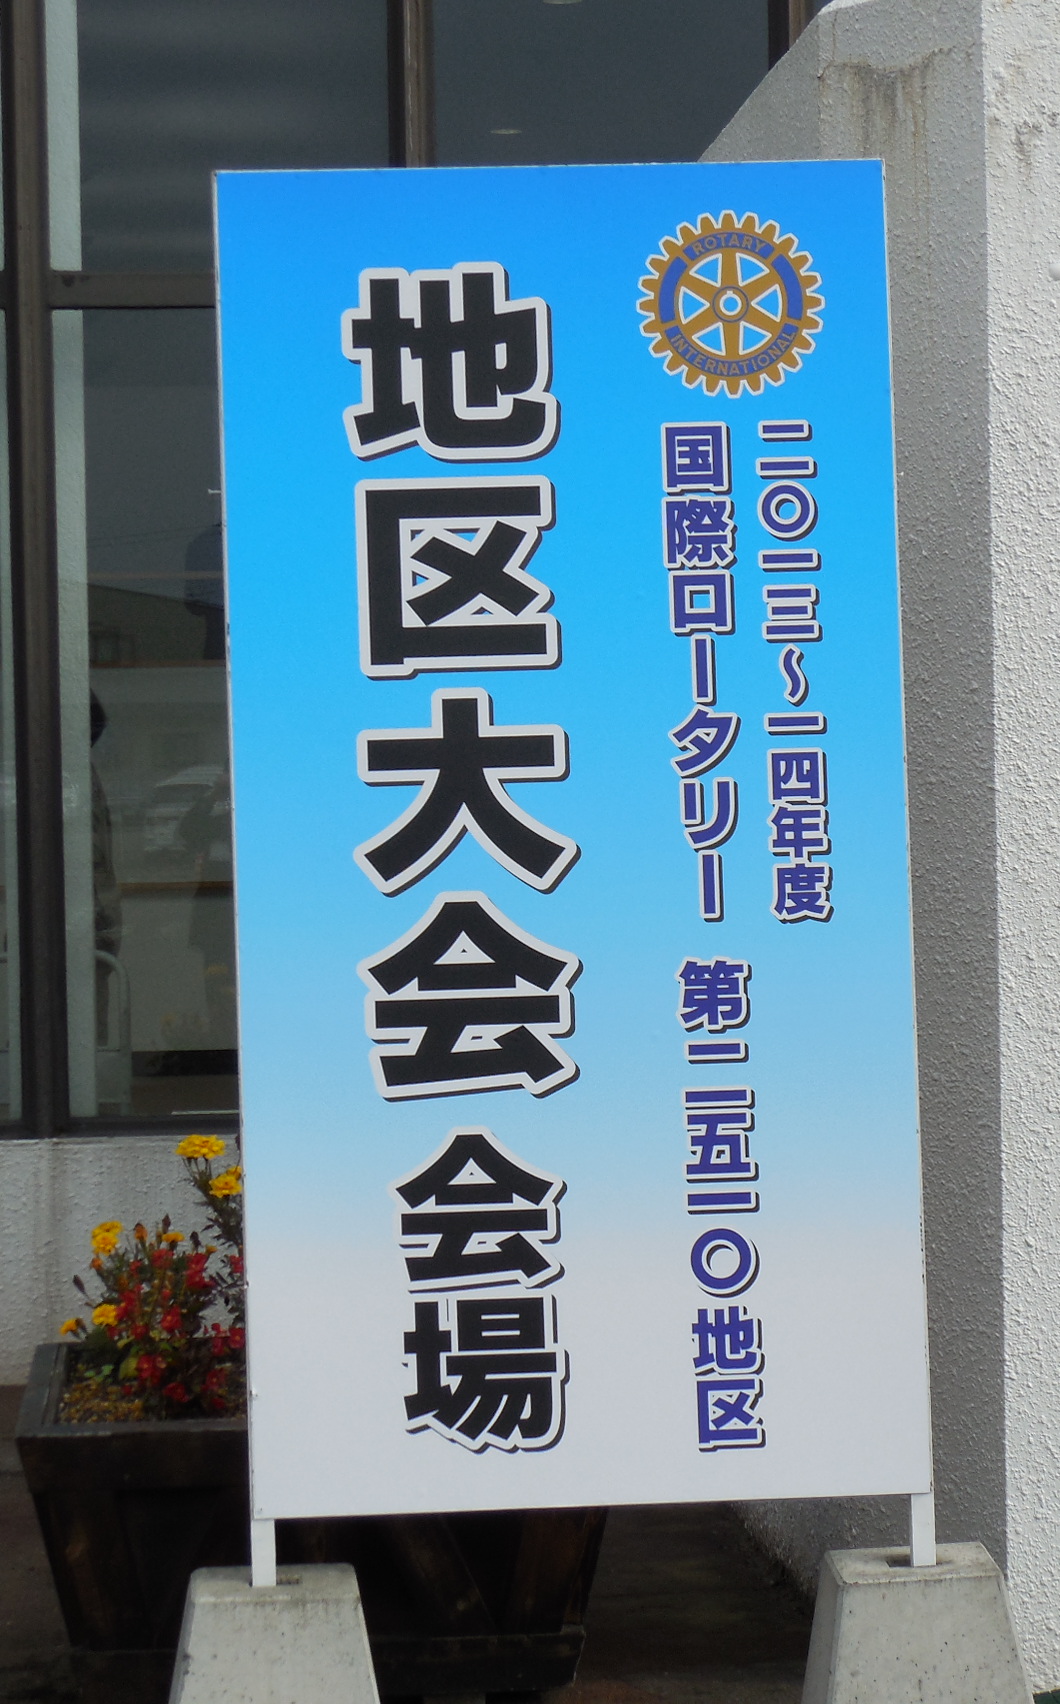 ROTARY
INTERNATIONAL
二〇一三～一四年度
国際ロータリー 第二五一〇地区
地区大会 会場